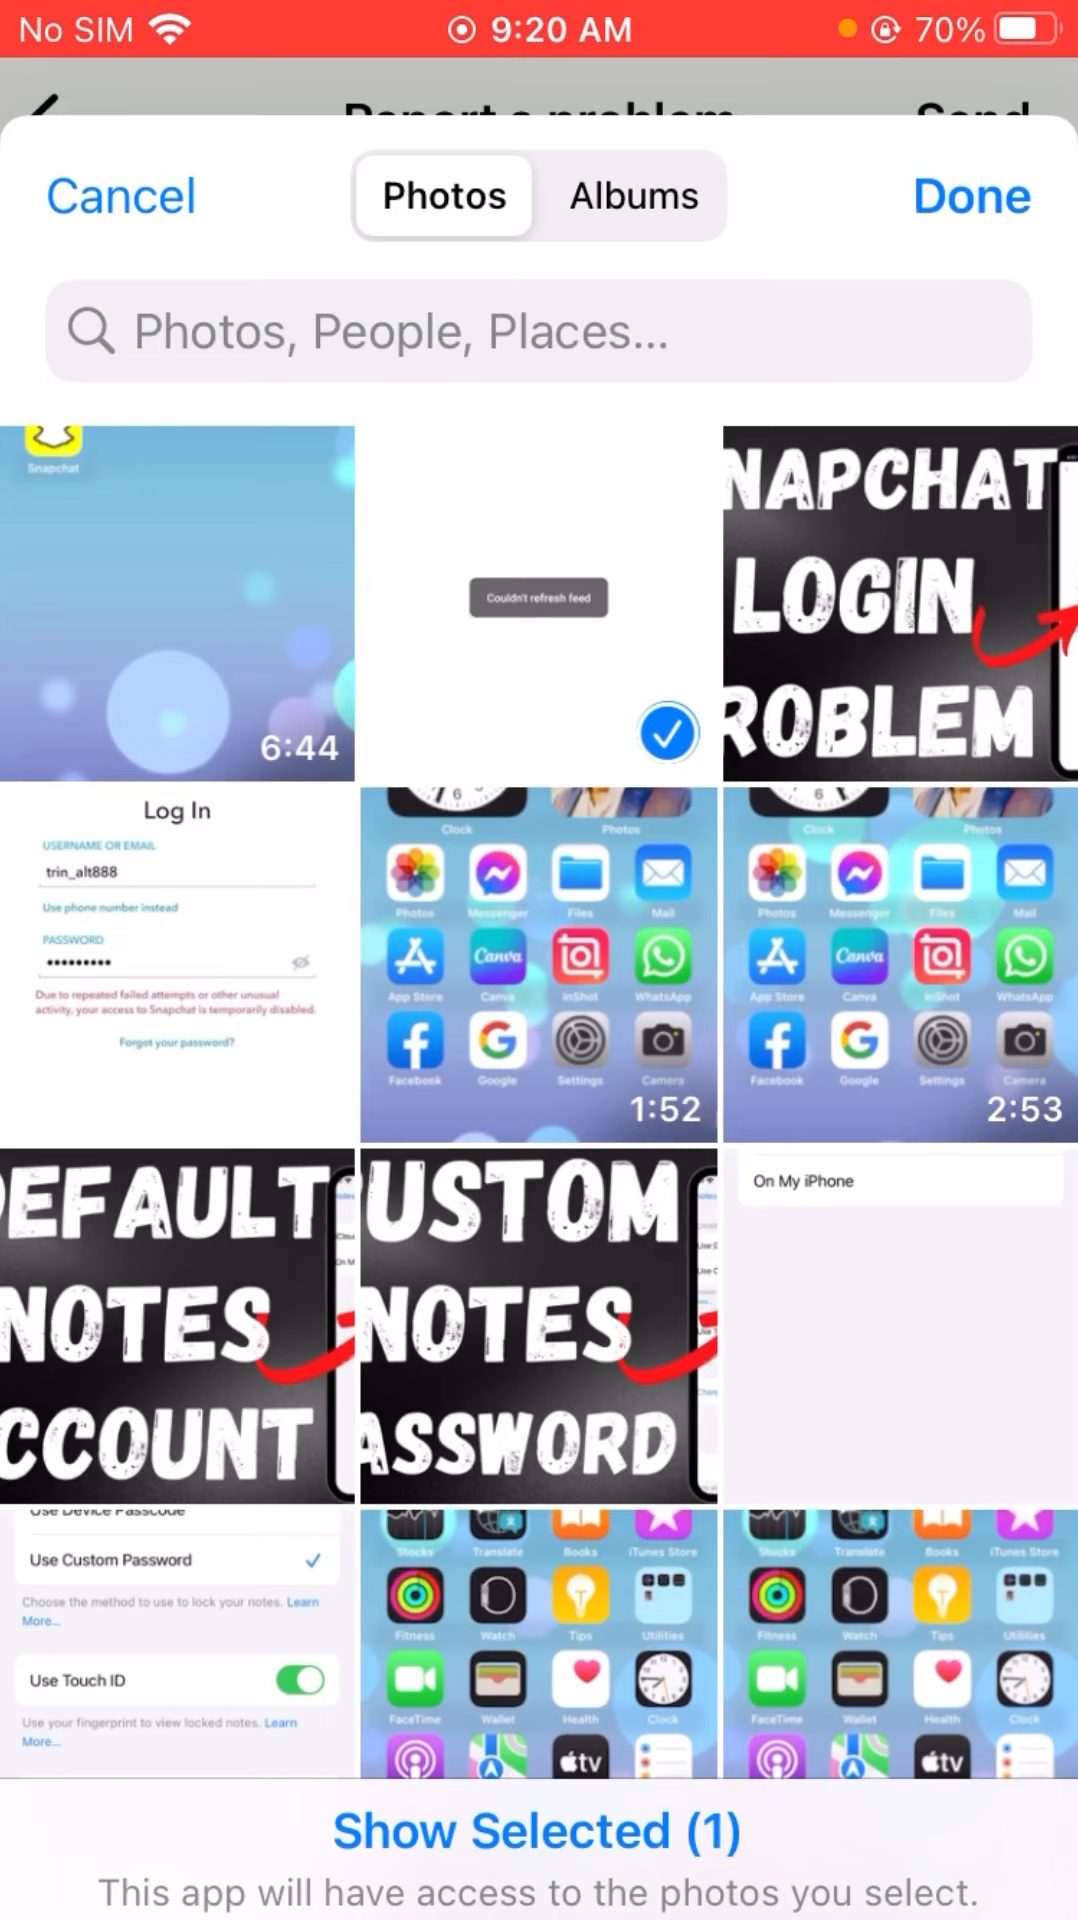 No SIM 9:20 AM 70%
Report a problem Send
Cancel Photos Albums Done
Photos, People, Places...
Snapchat
6:44
Couldn't refresh feed
NAPCHAT
LOGIN
ROBLEM
Log In
USERNAME OR EMAIL
trin_alt888
Use phone number instead
PASSWORD
•••••••••
Due to repeated failed attempts or other unusual
activity, your access to Snapchat is temporarily disabled.
Forgot your password?
6
Clock Photos
Photos Messenger Files Mail
Canva
App Store Canva InShot WhatsApp
Facebook Google Settings Camera
1:52
6
Clock Photos
Photos Messenger Files Mail
Canva
App Store Canva InShot WhatsApp
Facebook Google Settings Camera
2:53
DEFAULT
NOTES
CCOUNT
USTOM
NOTES
ASSWORD
On My iPhone
Use Device Passcode
Use Custom Password
Choose the method to use to lock your notes. Learn
More...
Use Touch ID
Use your fingerprint to view locked notes. Learn
More...
Stocks Translate Books iTunes Store
Fitness Watch Tips Utilities
FaceTime Wallet Health Clock
tv
Stocks Translate Books iTunes Store
Fitness Watch Tips Utilities
FaceTime Wallet Health Clock
tv
Show Selected (1)
This app will have access to the photos you select.